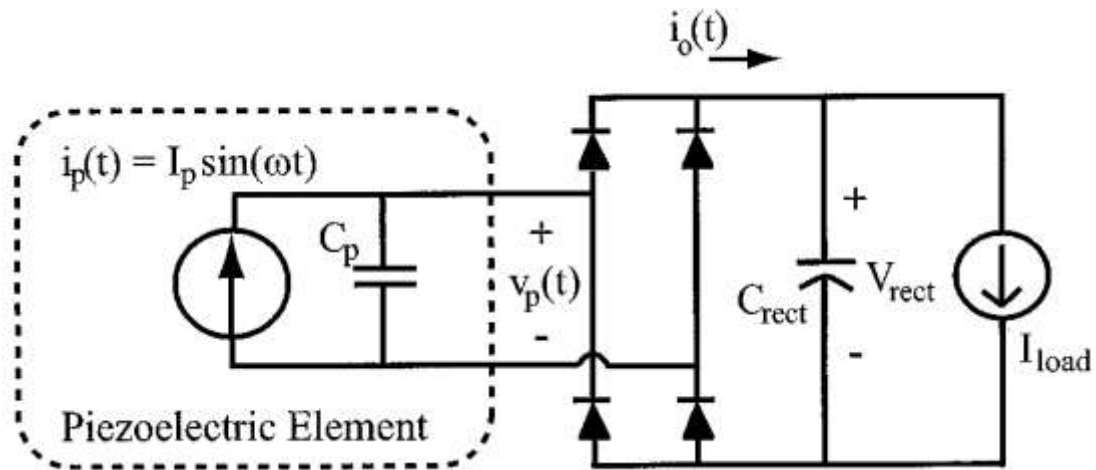 i_o(t)
i_p(t) = I_p sin(ωt)
C_p
+
v_p(t)
-
+
C_rect
V_rect
-
I_load
Piezoelectric Element